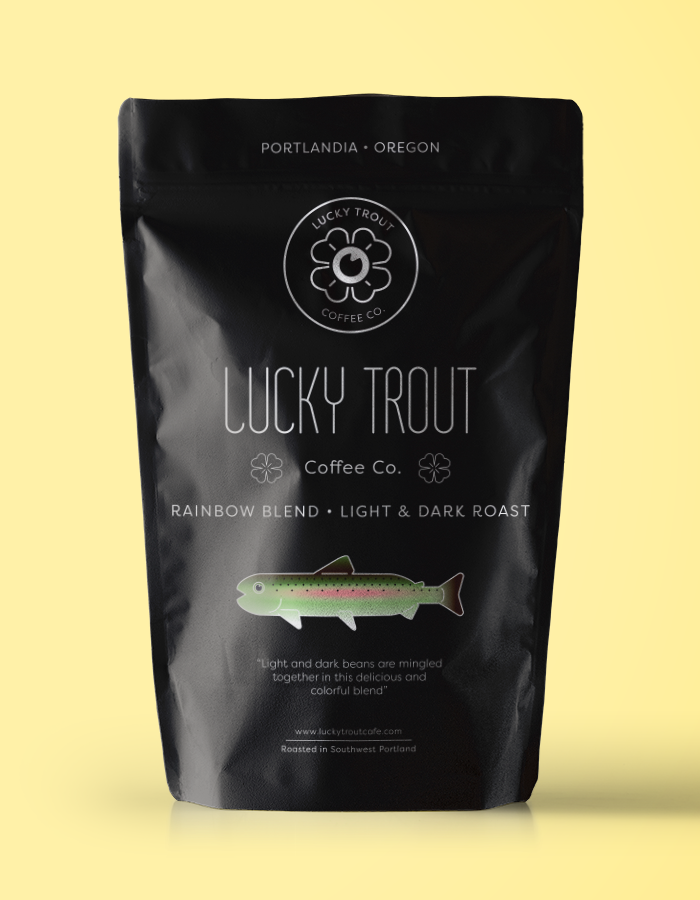 PORTLANDIA • OREGON
LUCKY TROUT
COFFEE CO.
LUCKY TROUT
Coffee Co.
RAINBOW BLEND • LIGHT & DARK ROAST
“Light and dark beans are mingled
together in this delicious and
colorful blend”
www.luckytroutcafe.com
Roasted in Southwest Portland